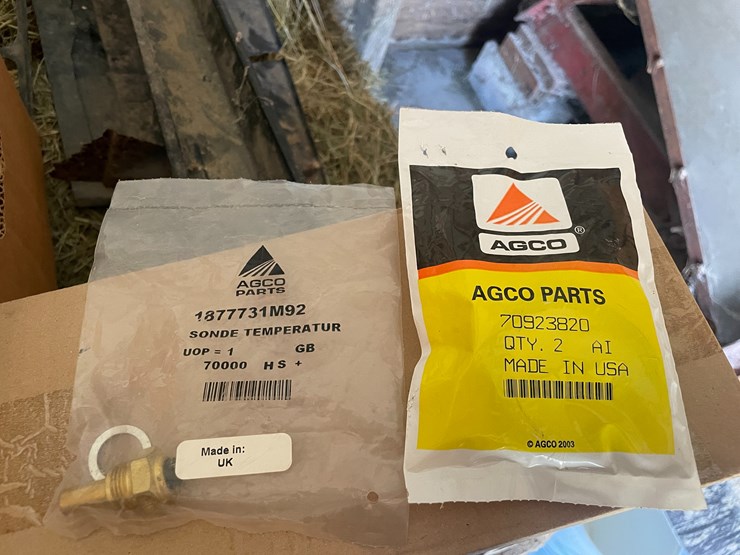 AGCO
PARTS
1877731M92
SONDE TEMPERATUR
UOP = 1 GB
70000 H S +
Made in:
UK
AGCO ®
AGCO PARTS
70923820
QTY. 2 AI
MADE IN USA
© AGCO 2003